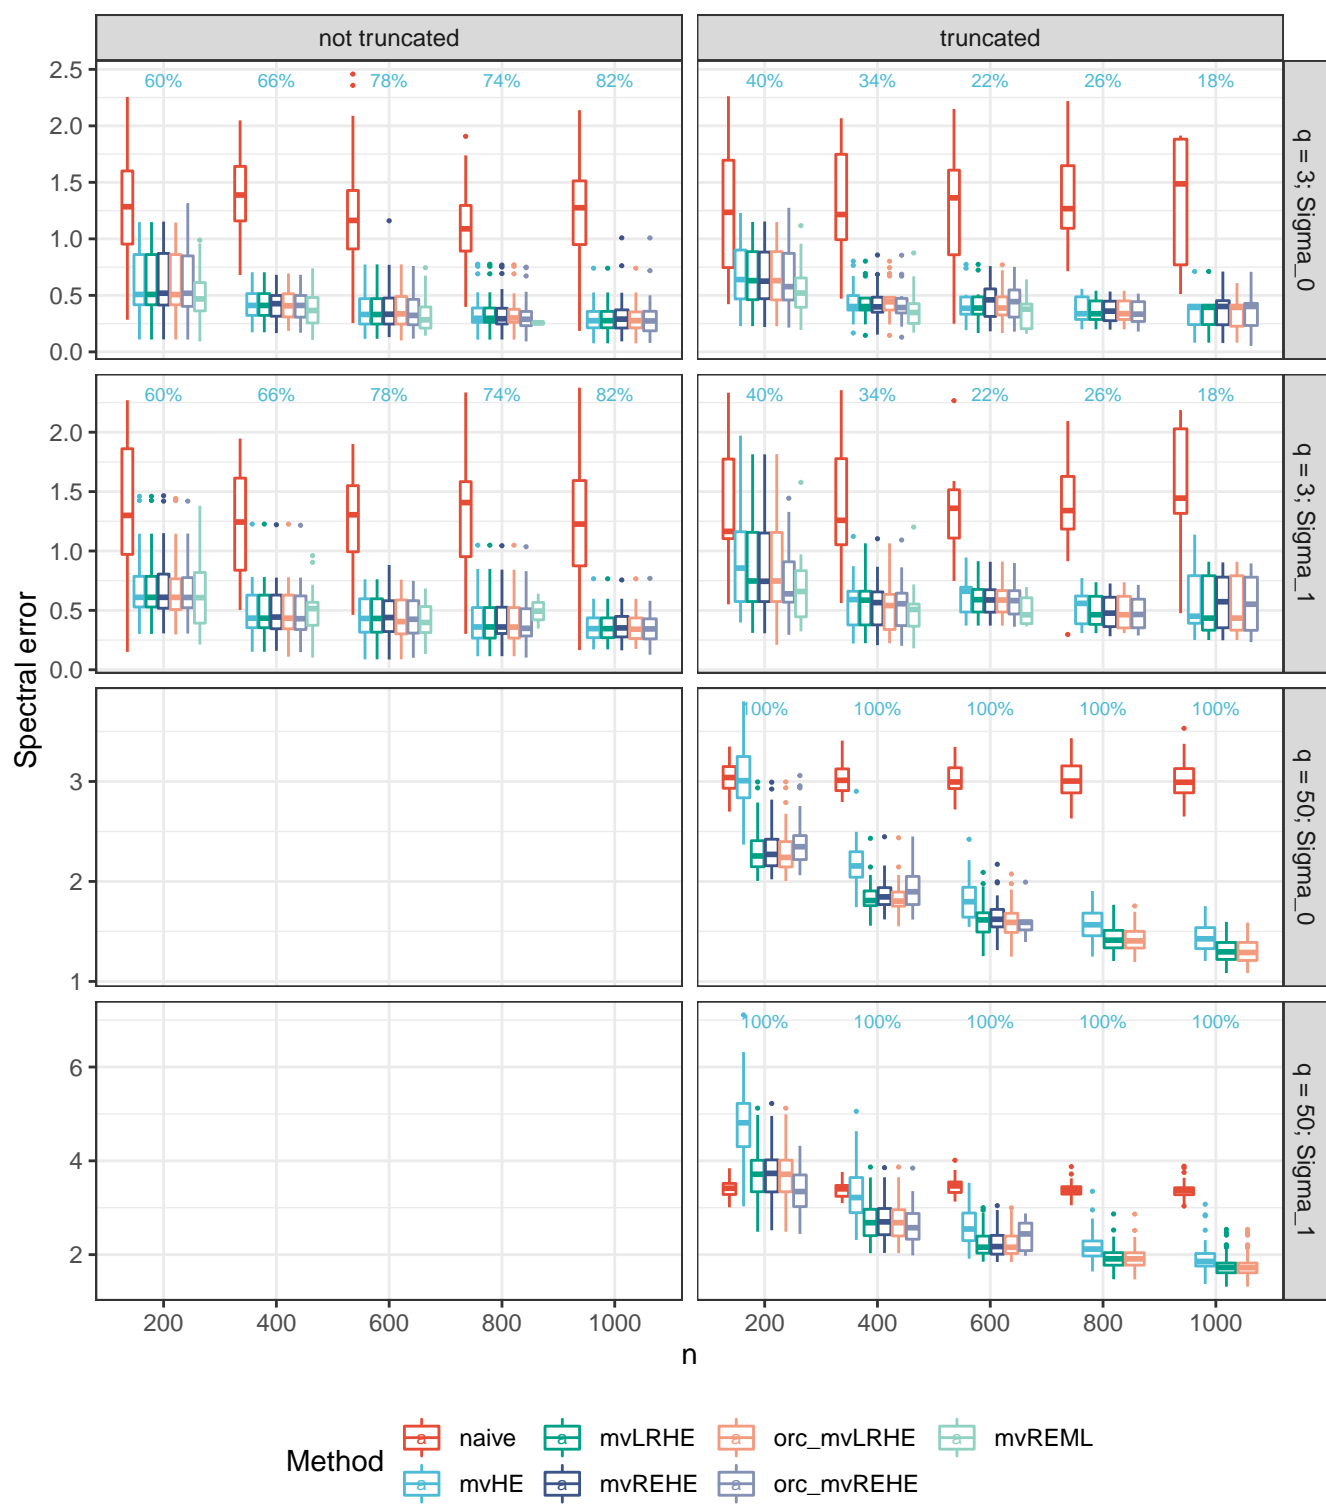 not truncated
truncated
60% 66% 78% 74% 82%
40% 34% 22% 26% 18%
2.5
2.0
1.5
1.0
0.5
0.0
q = 3; Sigma_0
60% 66% 78% 74% 82%
40% 34% 22% 26% 18%
2.0
1.5
1.0
0.5
0.0
q = 3; Sigma_1
Spectral error
100% 100% 100% 100% 100%
3
2
1
q = 50; Sigma_0
100% 100% 100% 100% 100%
6
4
2
q = 50; Sigma_1
200 400 600 800 1000
200 400 600 800 1000
n
Method
a naive a mvLRHE a orc_mvLRHE a mvREML
a mvHE a mvREHE a orc_mvREHE